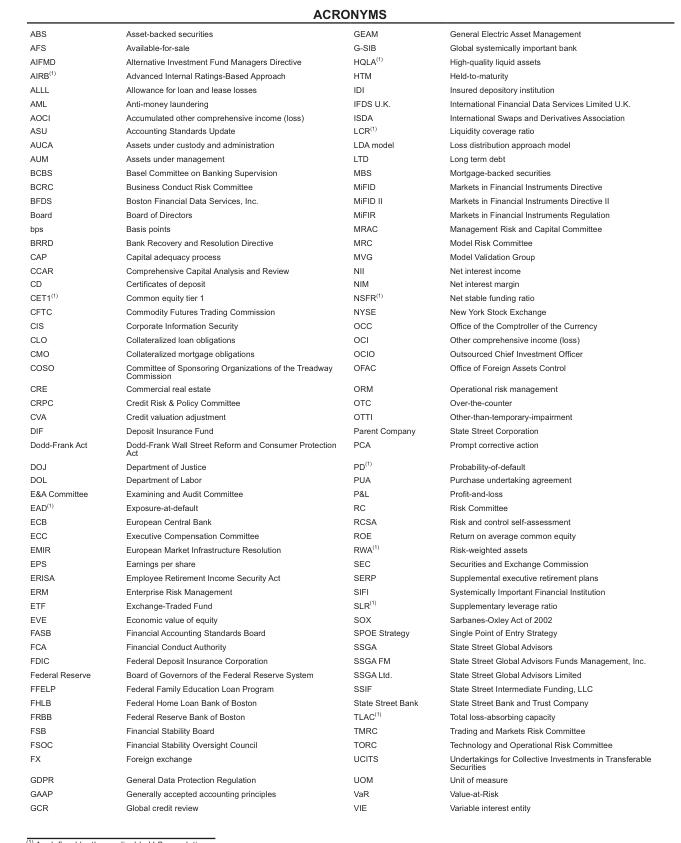 ACRONYMS
ABS Asset-backed securities
AFS Available-for-sale
AIFMD Alternative Investment Fund Managers Directive
AIRB(1) Advanced Internal Ratings-Based Approach
ALLL Allowance for loan and lease losses
AML Anti-money laundering
AOCI Accumulated other comprehensive income (loss)
ASU Accounting Standards Update
AUCA Assets under custody and administration
AUM Assets under management
BCBS Basel Committee on Banking Supervision
BCRC Business Conduct Risk Committee
BFDS Boston Financial Data Services, Inc.
Board Board of Directors
bps Basis points
BRRD Bank Recovery and Resolution Directive
CAP Capital adequacy process
CCAR Comprehensive Capital Analysis and Review
CD Certificates of deposit
CET1(1) Common equity tier 1
CFTC Commodity Futures Trading Commission
CIS Corporate Information Security
CLO Collateralized loan obligations
CMO Collateralized mortgage obligations
COSO Committee of Sponsoring Organizations of the Treadway
Commission
CRE Commercial real estate
CRPC Credit Risk & Policy Committee
CVA Credit valuation adjustment
DIF Deposit Insurance Fund
Dodd-Frank Act Dodd-Frank Wall Street Reform and Consumer Protection
Act
DOJ Department of Justice
DOL Department of Labor
E&A Committee Examining and Audit Committee
EAD(1) Exposure-at-default
ECB European Central Bank
ECC Executive Compensation Committee
EMIR European Market Infrastructure Resolution
EPS Earnings per share
ERISA Employee Retirement Income Security Act
ERM Enterprise Risk Management
ETF Exchange-Traded Fund
EVE Economic value of equity
FASB Financial Accounting Standards Board
FCA Financial Conduct Authority
FDIC Federal Deposit Insurance Corporation
Federal Reserve Board of Governors of the Federal Reserve System
FFELP Federal Family Education Loan Program
FHLB Federal Home Loan Bank of Boston
FRBB Federal Reserve Bank of Boston
FSB Financial Stability Board
FSOC Financial Stability Oversight Council
FX Foreign exchange
GDPR General Data Protection Regulation
GAAP Generally accepted accounting principles
GCR Global credit review
GEAM General Electric Asset Management
G-SIB Global systemically important bank
HQLA(1) High-quality liquid assets
HTM Held-to-maturity
IDI Insured depository institution
IFDS U.K. International Financial Data Services Limited U.K.
ISDA International Swaps and Derivatives Association
LCR(1) Liquidity coverage ratio
LDA model Loss distribution approach model
LTD Long term debt
MBS Mortgage-backed securities
MiFID Markets in Financial Instruments Directive
MiFID II Markets in Financial Instruments Directive II
MiFIR Markets in Financial Instruments Regulation
MRAC Management Risk and Capital Committee
MRC Model Risk Committee
MVG Model Validation Group
NII Net interest income
NIM Net interest margin
NSFR(1) Net stable funding ratio
NYSE New York Stock Exchange
OCC Office of the Comptroller of the Currency
OCI Other comprehensive income (loss)
OCIO Outsourced Chief Investment Officer
OFAC Office of Foreign Assets Control
ORM Operational risk management
OTC Over-the-counter
OTTI Other-than-temporary-impairment
Parent Company State Street Corporation
PCA Prompt corrective action
PD(1) Probability-of-default
PUA Purchase undertaking agreement
P&L Profit-and-loss
RC Risk Committee
RCSA Risk and control self-assessment
ROE Return on average common equity
RWA(1) Risk-weighted assets
SEC Securities and Exchange Commission
SERP Supplemental executive retirement plans
SIFI Systemically Important Financial Institution
SLR(1) Supplementary leverage ratio
SOX Sarbanes-Oxley Act of 2002
SPOE Strategy Single Point of Entry Strategy
SSGA State Street Global Advisors
SSGA FM State Street Global Advisors Funds Management, Inc.
SSGA Ltd. State Street Global Advisors Limited
SSIF State Street Intermediate Funding, LLC
State Street Bank State Street Bank and Trust Company
TLAC(1) Total loss-absorbing capacity
TMRC Trading and Markets Risk Committee
TORC Technology and Operational Risk Committee
UCITS Undertakings for Collective Investments in Transferable
Securities
UOM Unit of measure
VaR Value-at-Risk
VIE Variable interest entity